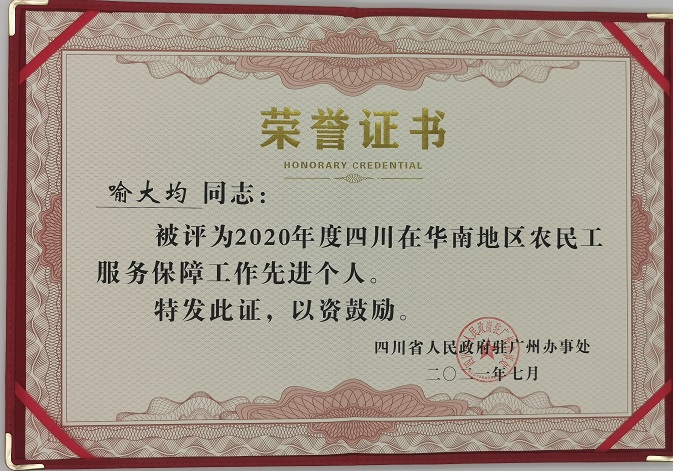 荣誉证书
HONORARY CREDENTIAL
喻大均 同志：
被评为2020年度四川在华南地区农民工
服务保障工作先进个人。
特发此证，以资鼓励。
四川省人民政府驻广州办事处
二〇二一年七月